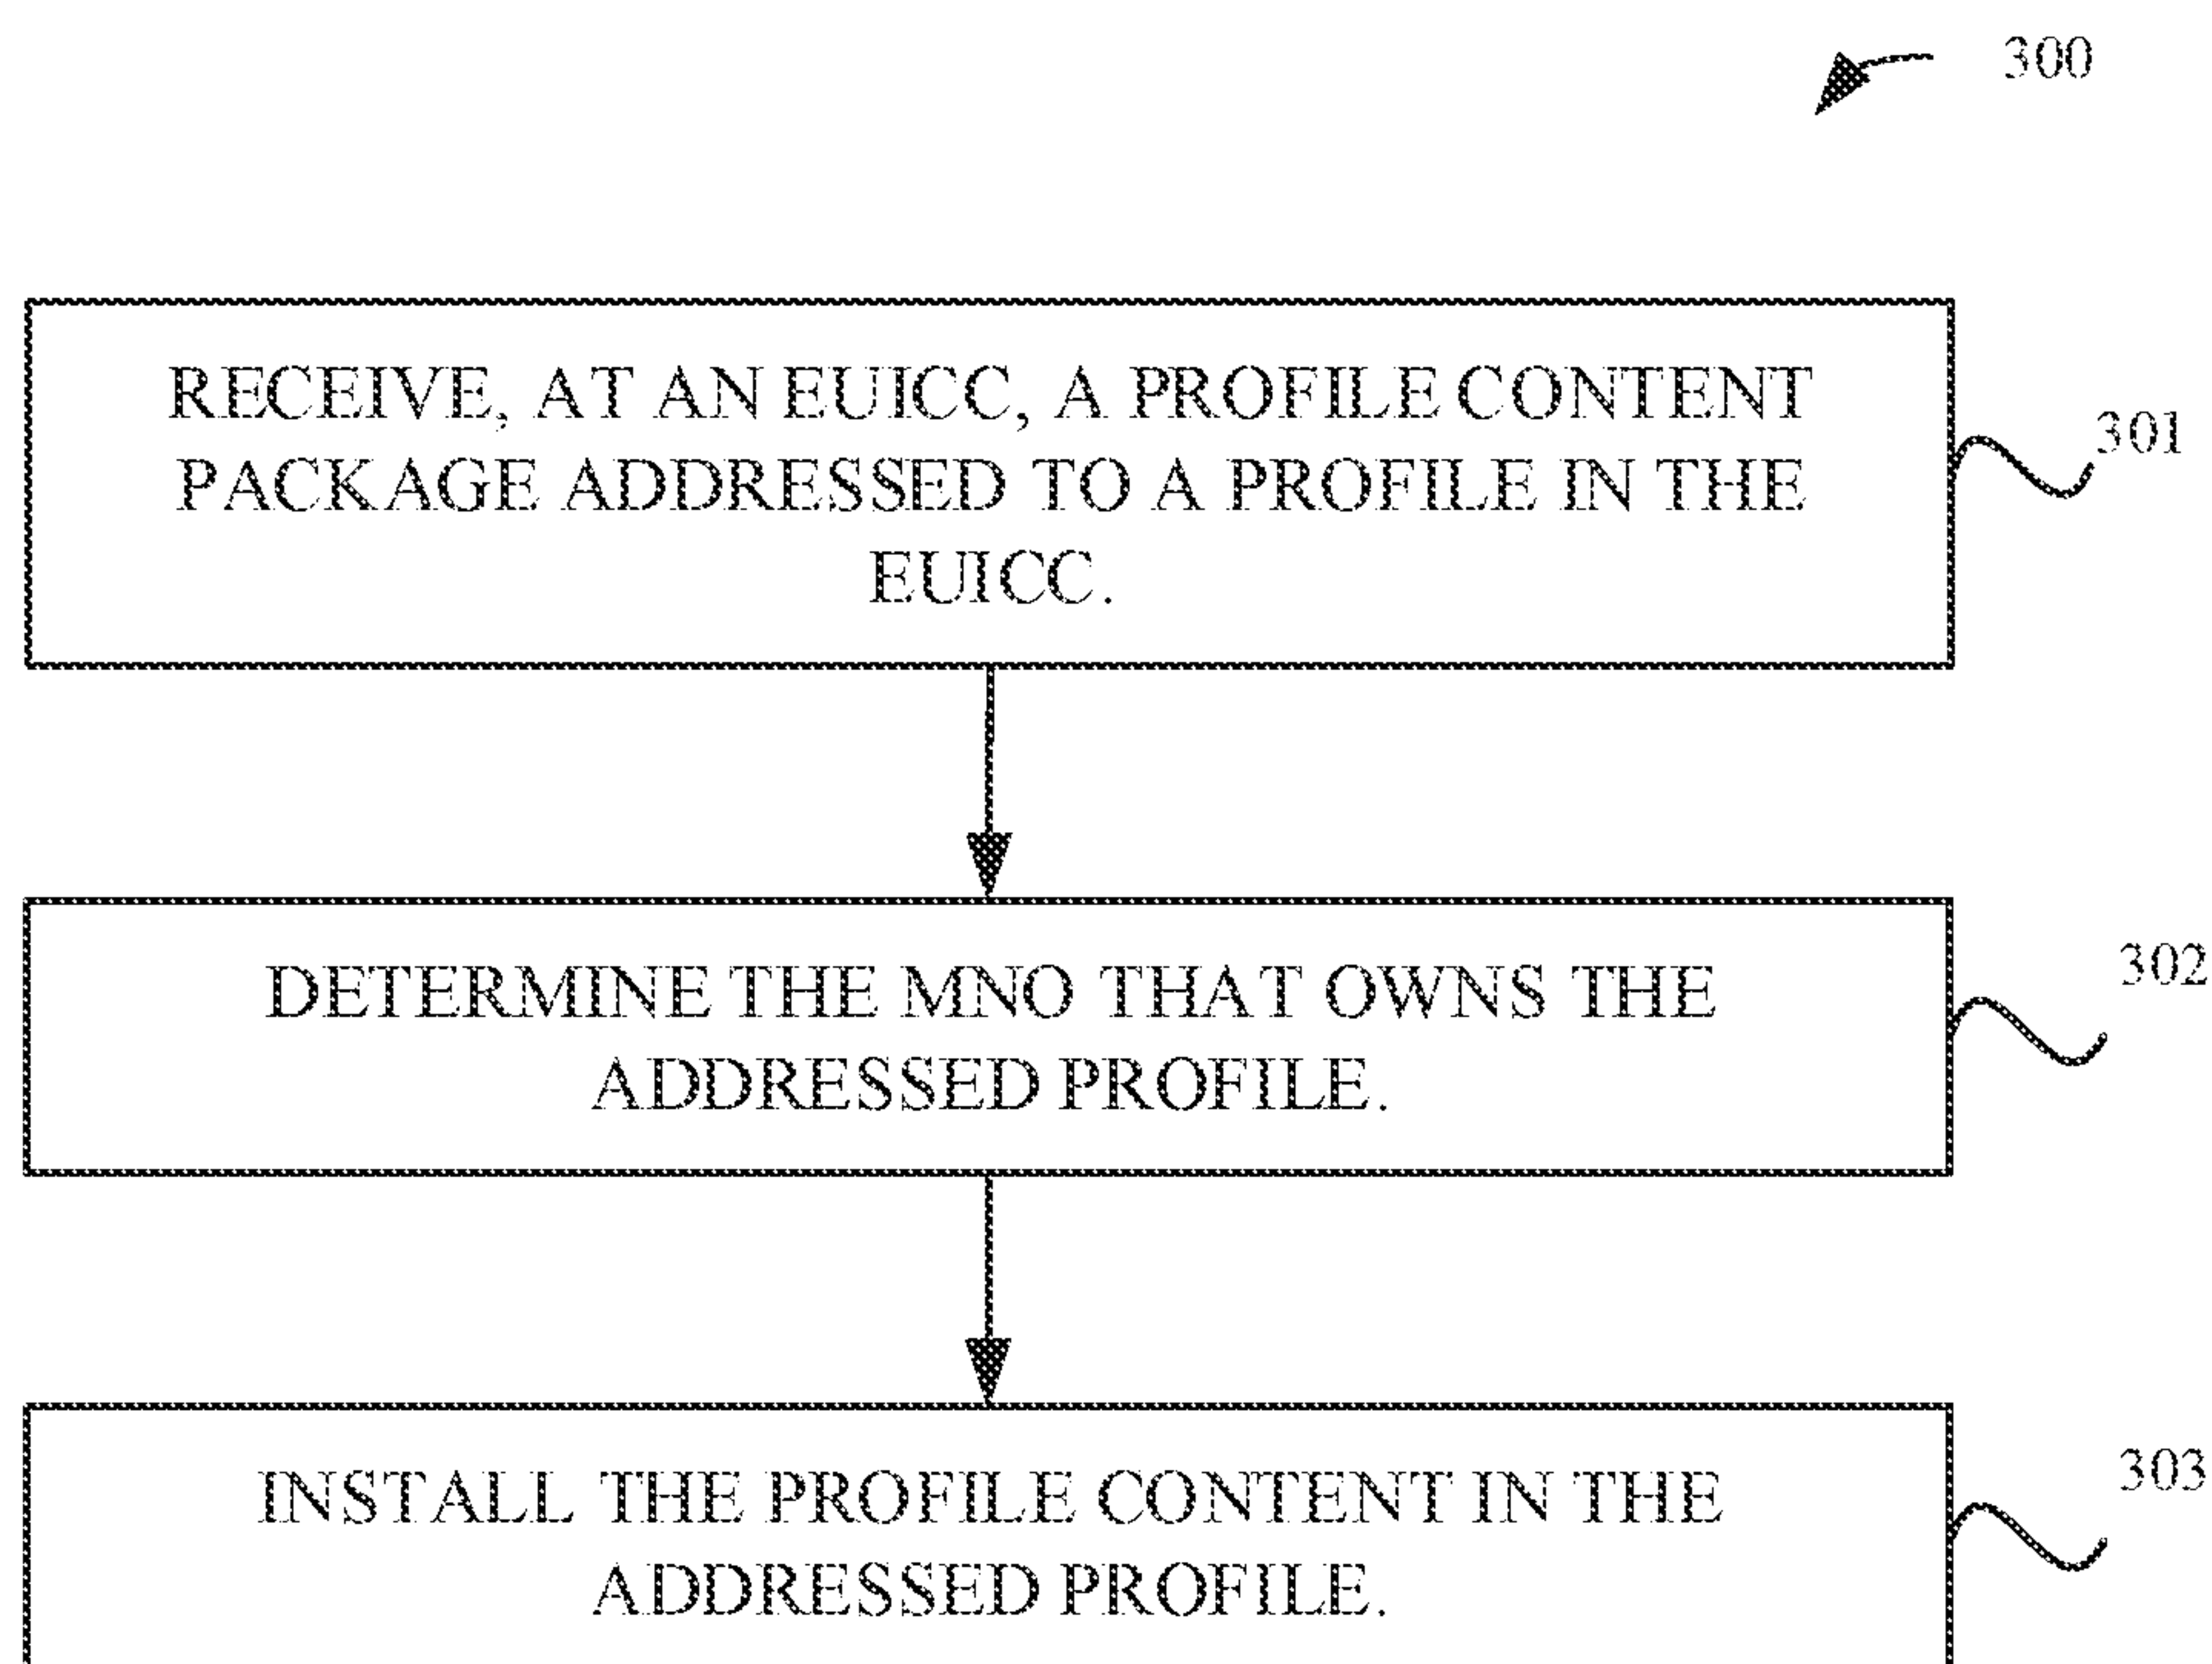 300
RECEIVE, AT AN EUICC, A PROFILE CONTENT
PACKAGE ADDRESSED TO A PROFILE IN THE
EUICC.
301
DETERMINE THE MNO THAT OWNS THE
ADDRESSED PROFILE.
302
INSTALL THE PROFILE CONTENT IN THE
ADDRESSED PROFILE.
303